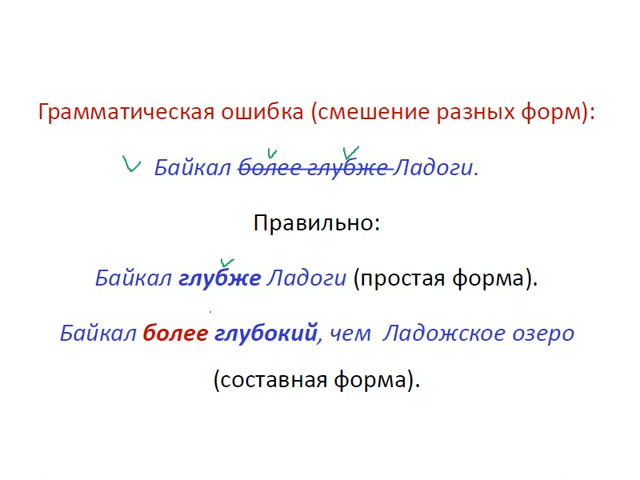 Грамматическая ошибка (смешение разных форм):
Байкал более глубже Ладоги.
Правильно:
Байкал глубже Ладоги (простая форма).
Байкал более глубокий, чем Ладожское озеро
(составная форма).